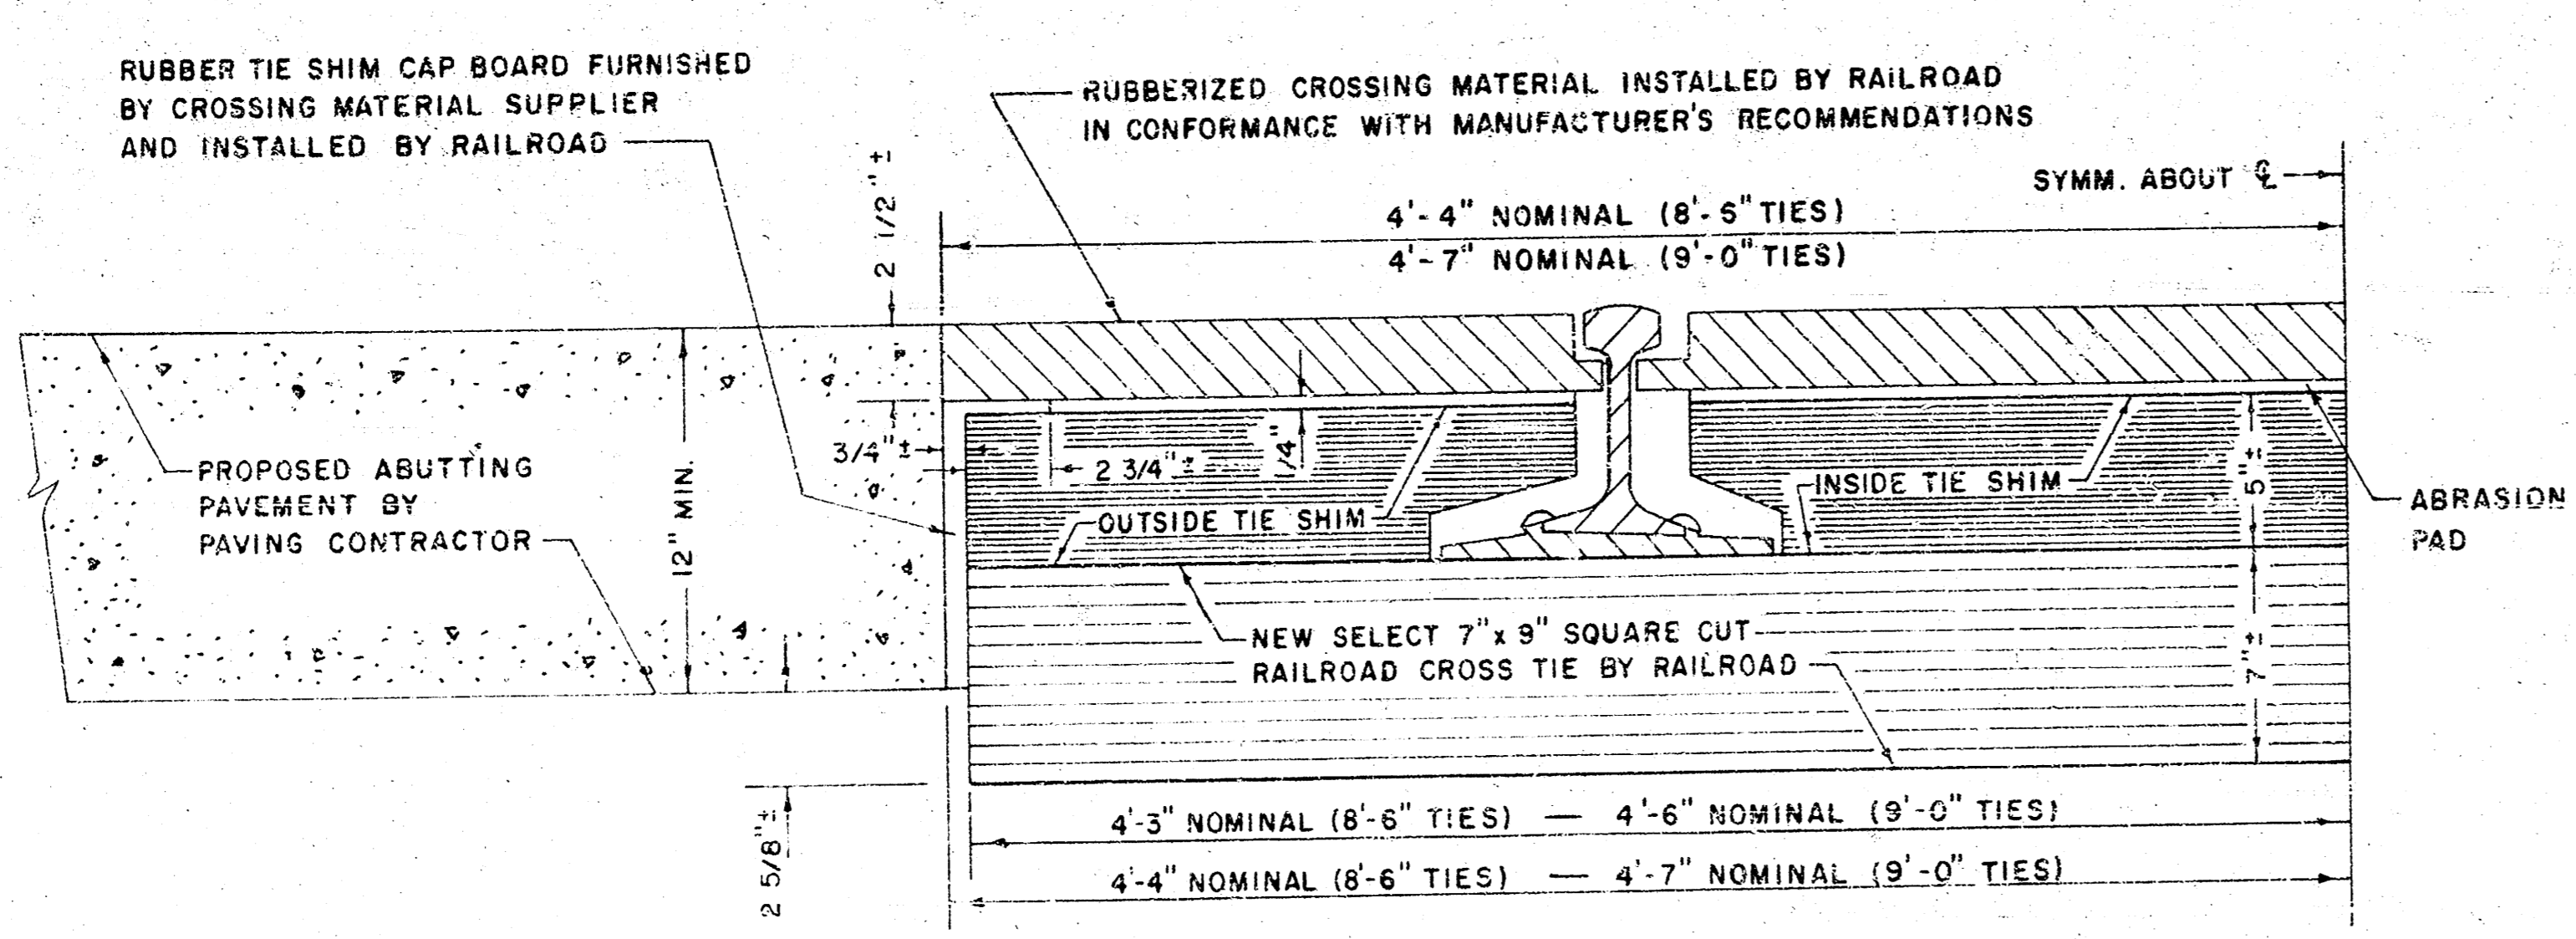 RUBBER TIE SHIM CAP BOARD FURNISHED
BY CROSSING MATERIAL SUPPLIER
AND INSTALLED BY RAILROAD
2 1/2" ±
RUBBERIZED CROSSING MATERIAL INSTALLED BY RAILROAD
IN CONFORMANCE WITH MANUFACTURER'S RECOMMENDATIONS
SYMM. ABOUT ℄
4'-4" NOMINAL (8'-6" TIES)
4'-7" NOMINAL (9'-0" TIES)
PROPOSED ABUTTING
PAVEMENT BY
PAVING CONTRACTOR
12" MIN.
3/4" ±
2 3/4" ±
1/4"
OUTSIDE TIE SHIM
INSIDE TIE SHIM
5" ±
ABRASION
PAD
NEW SELECT 7" x 9" SQUARE CUT
RAILROAD CROSS TIE BY RAILROAD
7" ±
2 5/8" ±
4'-3" NOMINAL (8'-6" TIES) — 4'-6" NOMINAL (9'-0" TIES)
4'-4" NOMINAL (8'-6" TIES) — 4'-7" NOMINAL (9'-0" TIES)